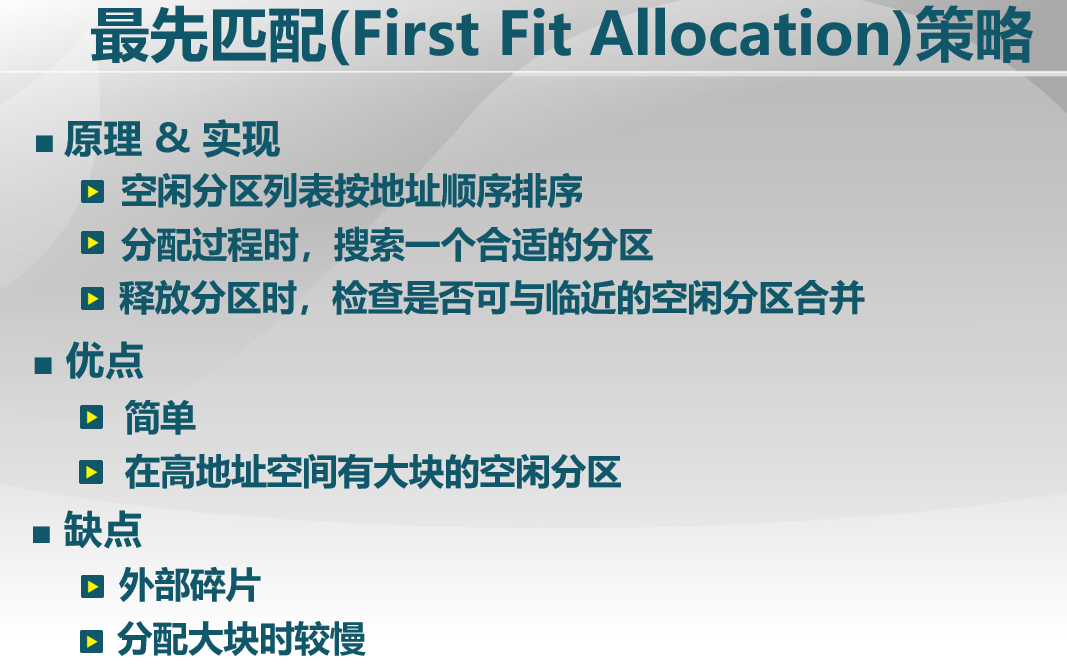 最先匹配(First Fit Allocation)策略
原理 & 实现
空闲分区列表按地址顺序排序
分配过程时，搜索一个合适的分区
释放分区时，检查是否可与临近的空闲分区合并
优点
简单
在高地址空间有大块的空闲分区
缺点
外部碎片
分配大块时较慢